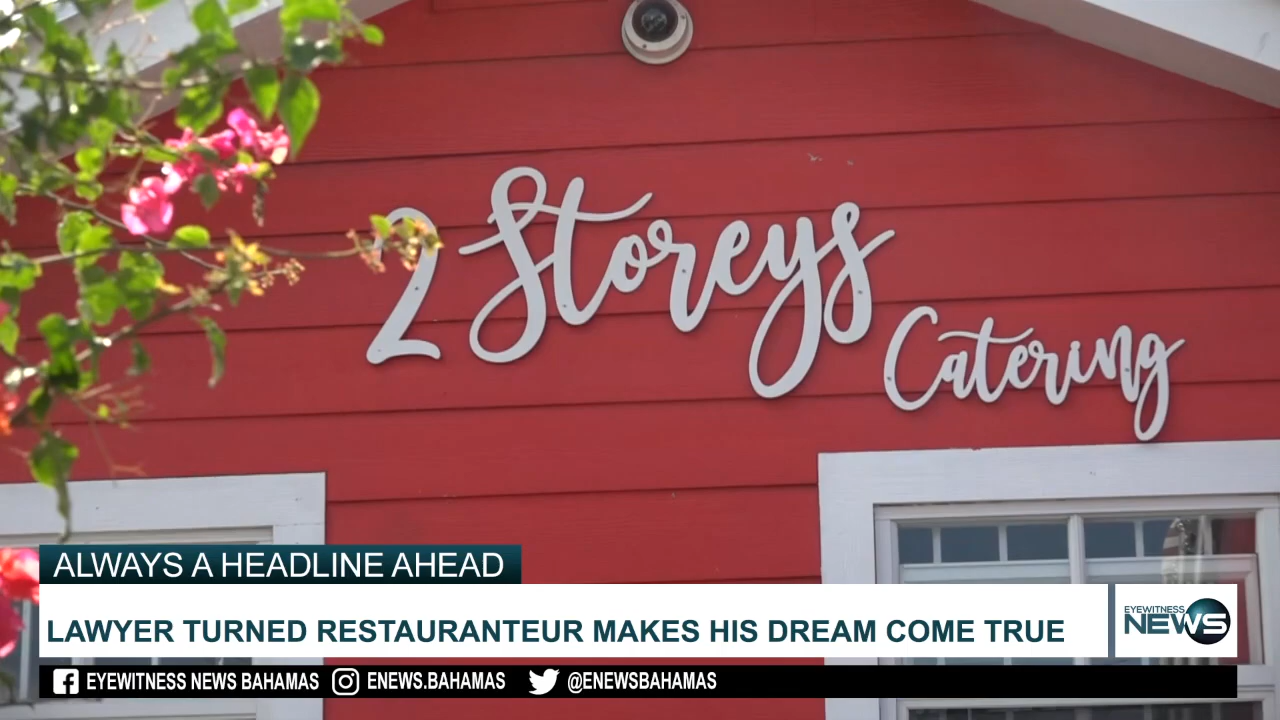 2 Storeys
Catering
ALWAYS A HEADLINE AHEAD
LAWYER TURNED RESTAURANTEUR MAKES HIS DREAM COME TRUE
EYEWITNESS
NEWS
EYEWITNESS NEWS BAHAMAS ENEWS.BAHAMAS @ENEWSBAHAMAS